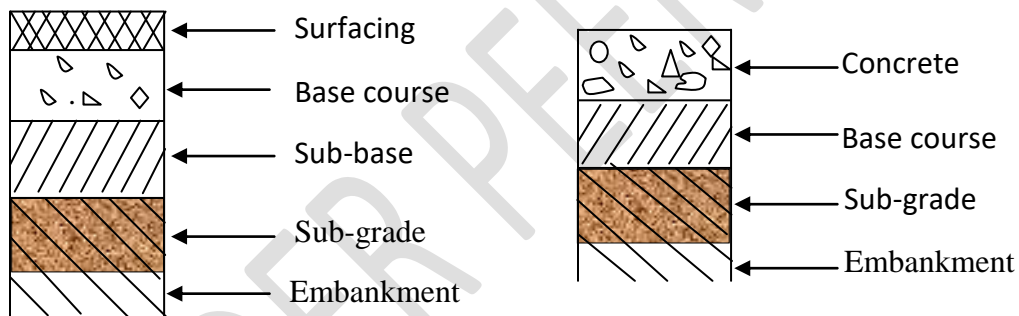 Surfacing
Base course
Sub-base
Sub-grade
Embankment
Concrete
Base course
Sub-grade
Embankment